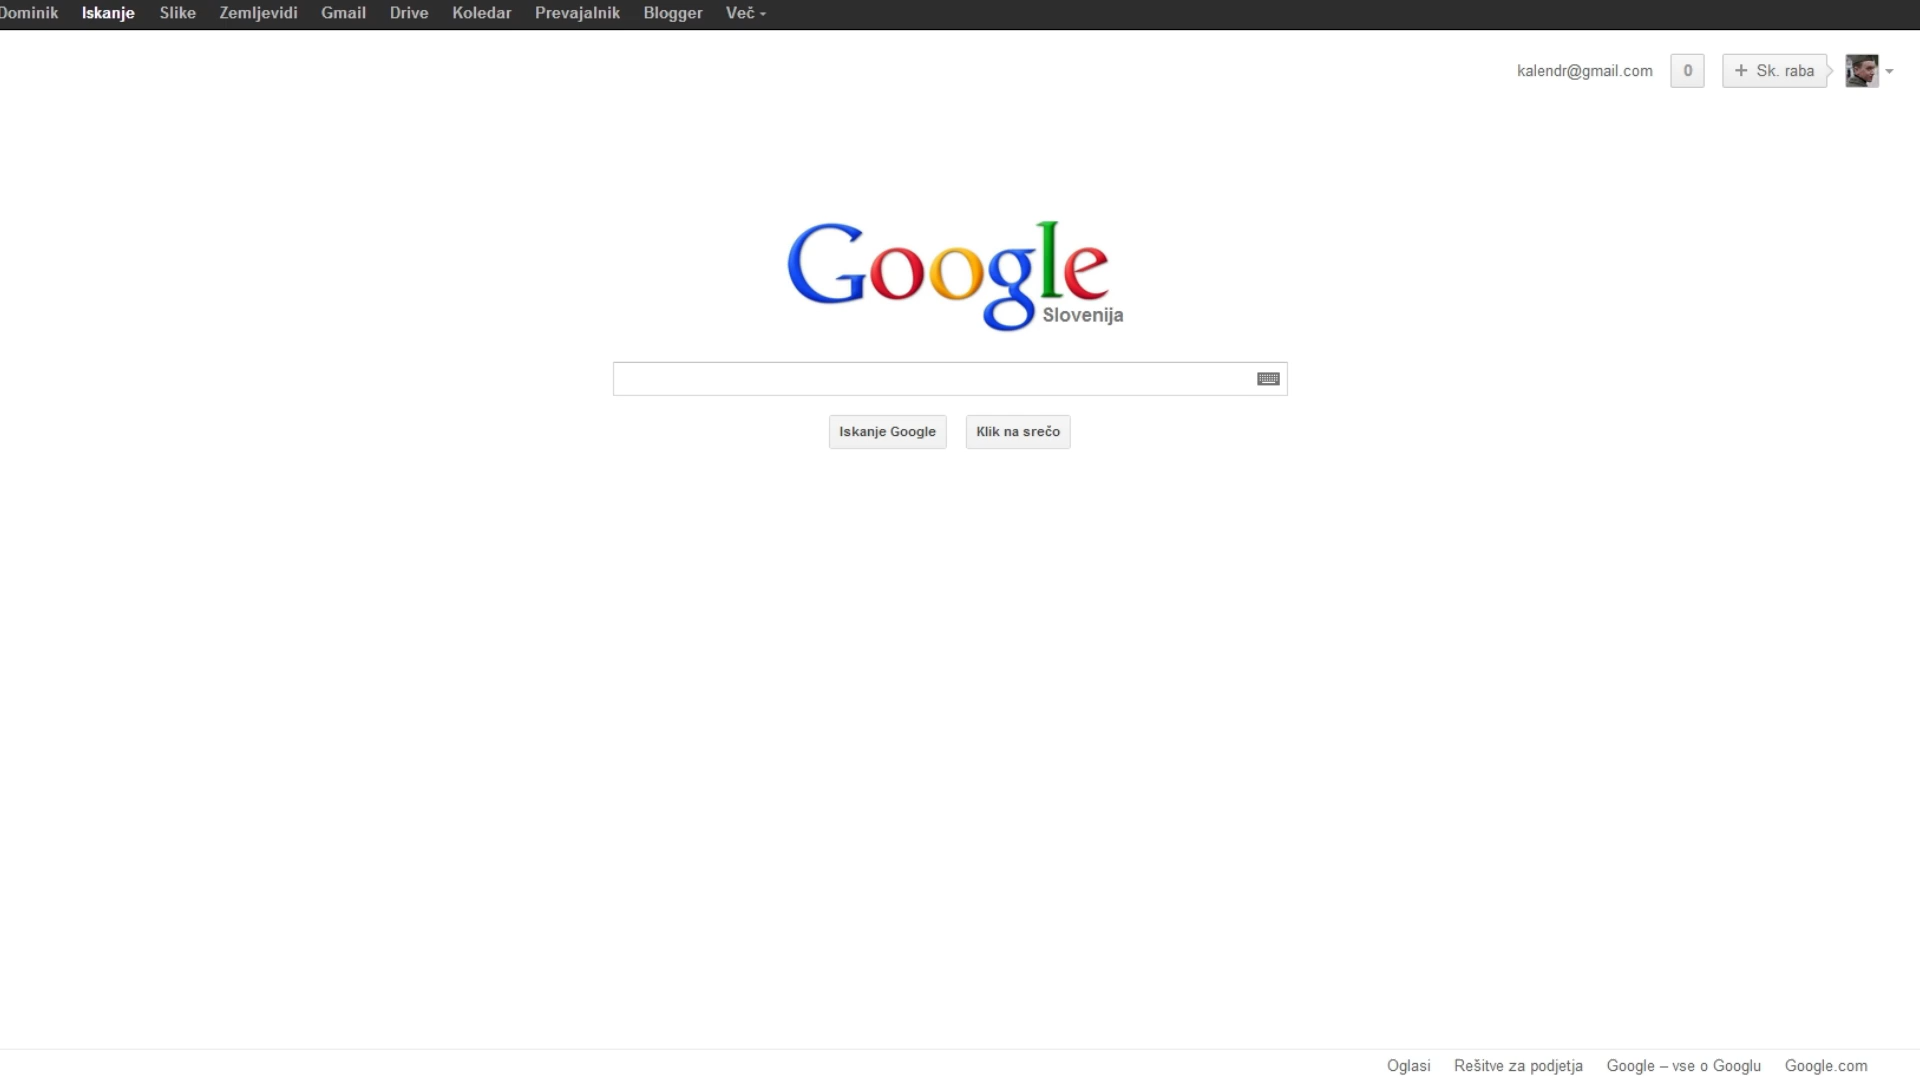 Dominik Iskanje Slike Zemljevidi Gmail Drive Koledar Prevajalnik Blogger Več
kalendr@gmail.com 0 + Sk. raba
Google
Slovenija
Iskanje Google Klik na srečo
Oglasi Rešitve za podjetja Google – vse o Googlu Google.com